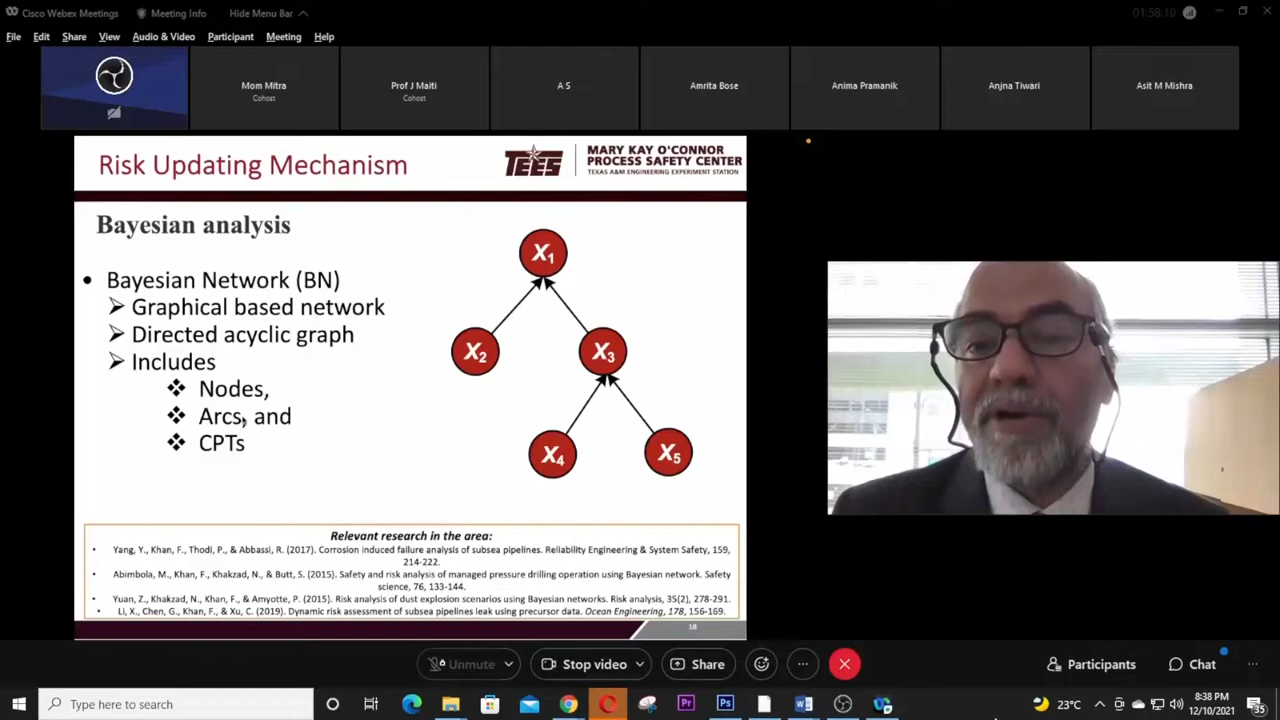 Cisco Webex Meetings
Meeting Info
Hide Menu Bar
01:58:10
File Edit Share View Audio & Video Participant Meeting Help
Mom Mitra
Cohost
Prof J Maiti
Cohost
A S
Amrita Bose
Anima Pramanik
Anjna Tiwari
Asit M Mishra
Risk Updating Mechanism
TEES
MARY KAY O'CONNOR
PROCESS SAFETY CENTER
TEXAS A&M ENGINEERING EXPERIMENT STATION
Bayesian analysis
• Bayesian Network (BN)
➢ Graphical based network
➢ Directed acyclic graph
➢ Includes
❖ Nodes,
❖ Arcs, and
❖ CPTs
X1
X2
X3
X4
X5
Relevant research in the area:
• Yang, Y., Khan, F., Thodi, P., & Abbassi, R. (2017). Corrosion induced failure analysis of subsea pipelines. Reliability Engineering & System Safety, 159,
214-222.
• Abimbola, M., Khan, F., Khakzad, N., & Butt, S. (2015). Safety and risk analysis of managed pressure drilling operation using Bayesian network. Safety
science, 76, 133-144.
• Yuan, Z., Khakzad, N., Khan, F., & Amyotte, P. (2015). Risk analysis of dust explosion scenarios using Bayesian networks. Risk analysis, 35(2), 278-291.
• Li, X., Chen, G., Khan, F., & Xu, C. (2019). Dynamic risk assessment of subsea pipelines leak using precursor data. Ocean Engineering, 178, 156-169.
18
Unmute
Stop video
Share
Participants
Chat
Type here to search
23°C
8:38 PM
12/10/2021
35